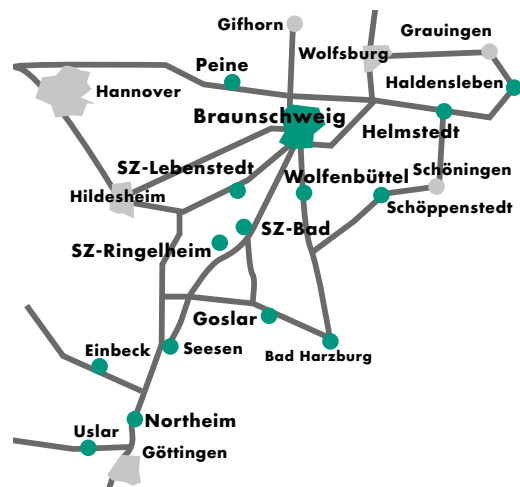 Gifhorn
Grauingen
Wolfsburg
Peine
Haldensleben
Hannover
Braunschweig
Helmstedt
SZ-Lebenstedt
Schöningen
Wolfenbüttel
Hildesheim
Schöppenstedt
SZ-Bad
SZ-Ringelheim
Goslar
Einbeck
Seesen
Bad Harzburg
Northeim
Uslar
Göttingen